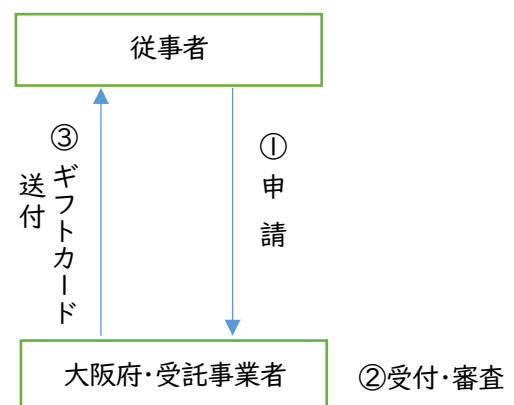 従事者
①申請
③ギフトカード
送付
大阪府・受託事業者
②受付・審査